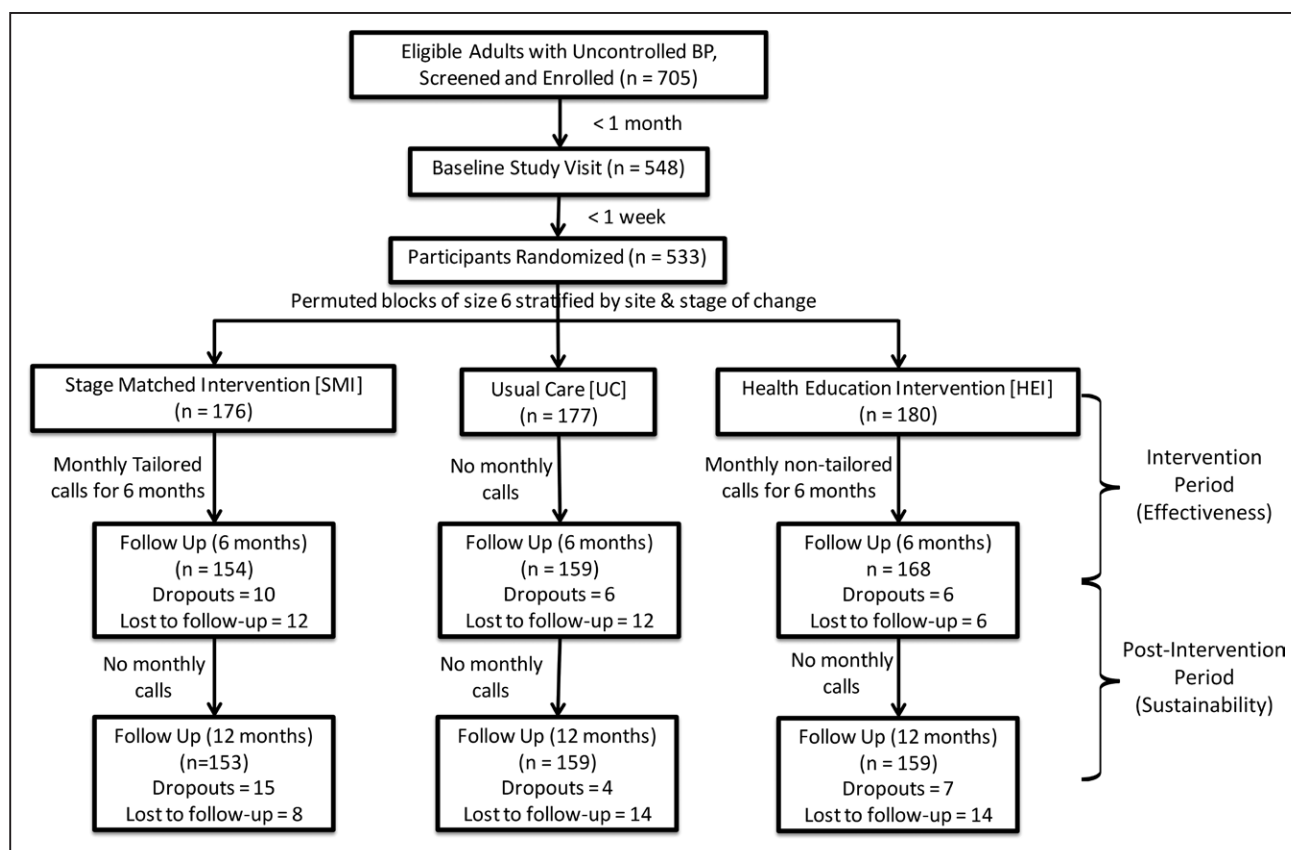 Eligible Adults with Uncontrolled BP,
Screened and Enrolled (n = 705)
< 1 month
Baseline Study Visit (n = 548)
< 1 week
Participants Randomized (n = 533)
Permuted blocks of size 6 stratified by site & stage of change
Stage Matched Intervention [SMI]
(n = 176)
Usual Care [UC]
(n = 177)
Health Education Intervention [HEI]
(n = 180)
Monthly Tailored
calls for 6 months
No monthly
calls
Monthly non-tailored
calls for 6 months
Intervention
Period
(Effectiveness)
Follow Up (6 months)
(n = 154)
Dropouts = 10
Lost to follow-up = 12
Follow Up (6 months)
(n = 159)
Dropouts = 6
Lost to follow-up = 12
Follow Up (6 months)
n = 168
Dropouts = 6
Lost to follow-up = 6
No monthly
calls
No monthly
calls
No monthly
calls
Post-Intervention
Period
(Sustainability)
Follow Up (12 months)
(n=153)
Dropouts = 15
Lost to follow-up = 8
Follow Up (12 months)
(n = 159)
Dropouts = 4
Lost to follow-up = 14
Follow Up (12 months)
(n = 159)
Dropouts = 7
Lost to follow-up = 14